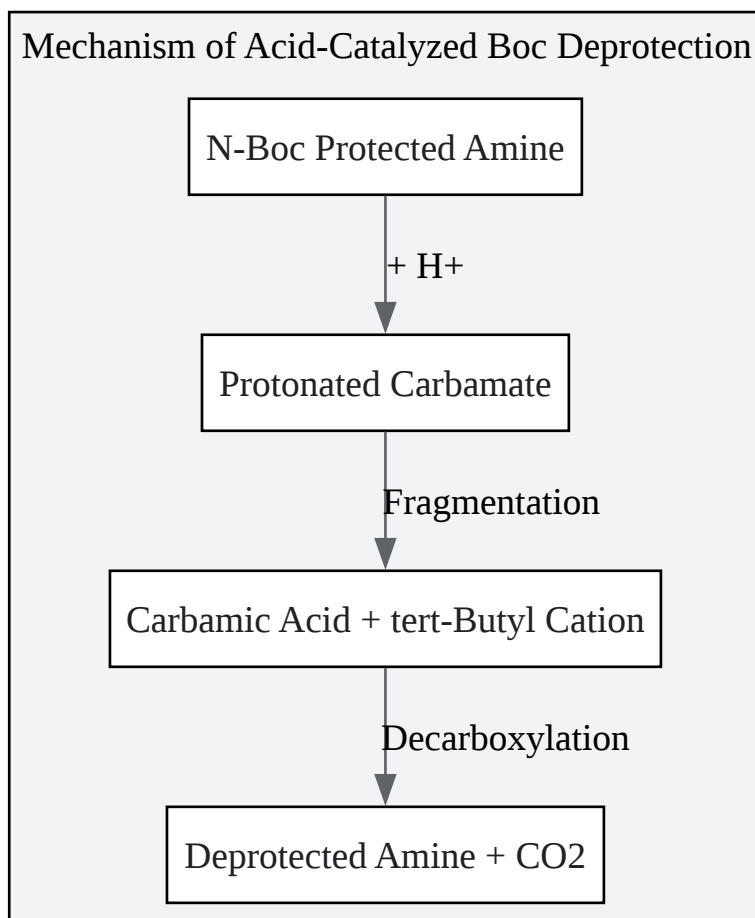 Mechanism of Acid-Catalyzed Boc Deprotection
N-Boc Protected Amine
+ H+
Protonated Carbamate
Fragmentation
Carbamic Acid + tert-Butyl Cation
Decarboxylation
Deprotected Amine + CO2